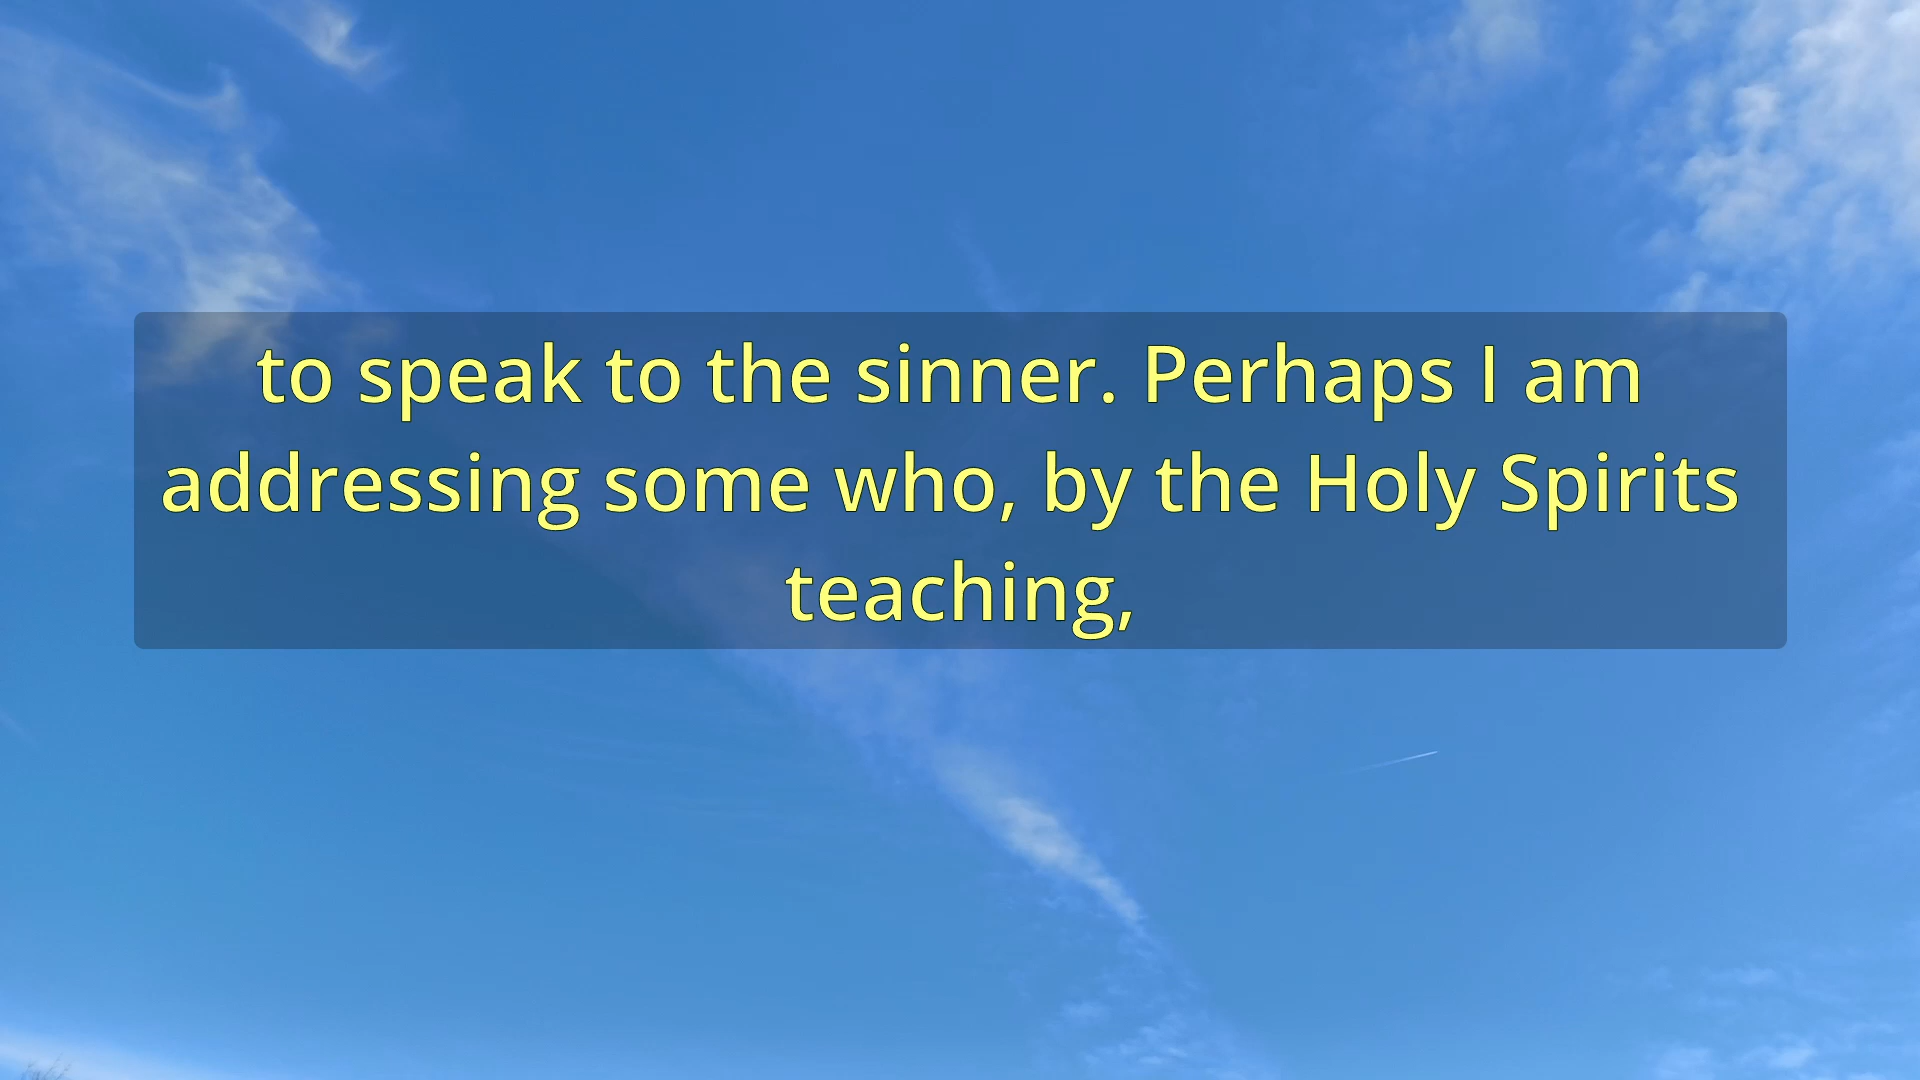 to speak to the sinner. Perhaps I am
addressing some who, by the Holy Spirits
teaching,